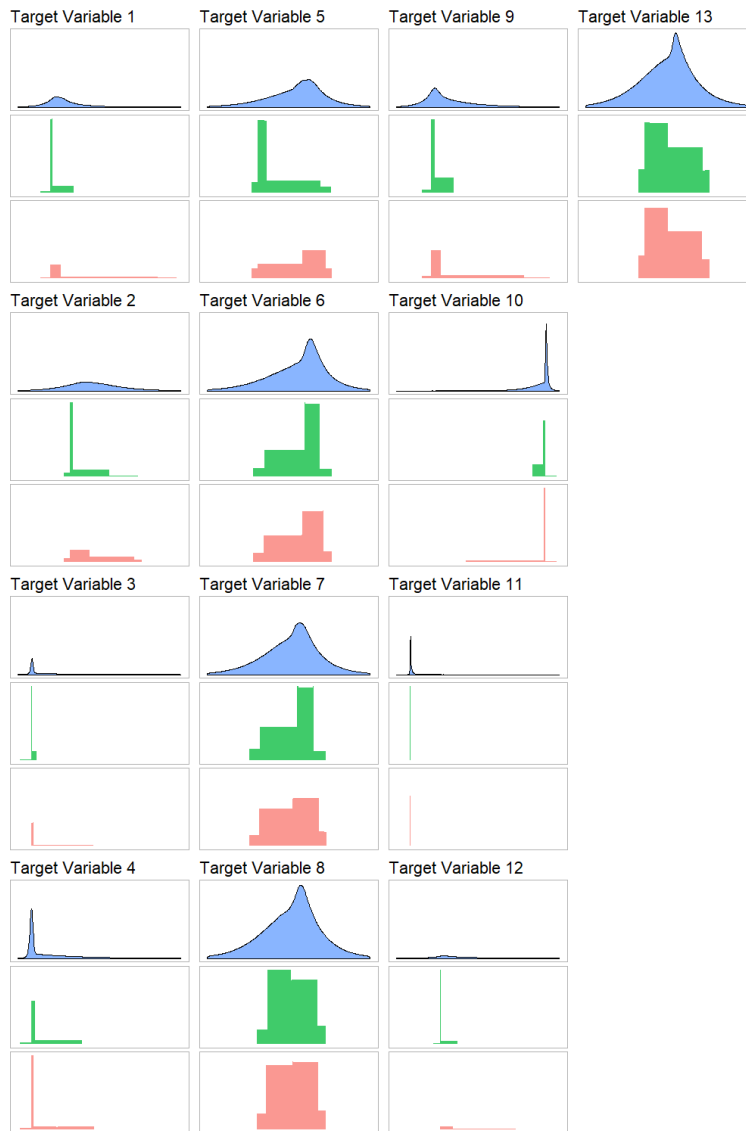 Target Variable 1
Target Variable 5
Target Variable 9
Target Variable 13
Target Variable 2
Target Variable 6
Target Variable 10
Target Variable 3
Target Variable 7
Target Variable 11
Target Variable 4
Target Variable 8
Target Variable 12